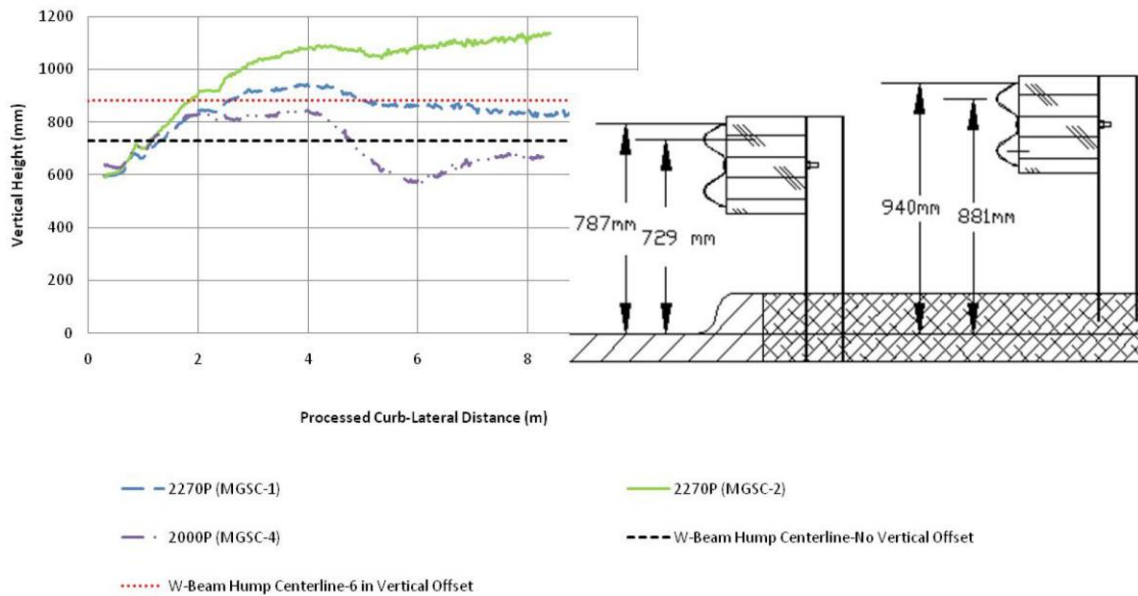 1200
1000
800
600
400
200
0
Vertical Height (mm)
0 2 4 6 8
Processed Curb-Lateral Distance (m)
787mm
729 mm
940mm
881mm
2270P (MGSC-1)
2270P (MGSC-2)
2000P (MGSC-4)
W-Beam Hump Centerline-No Vertical Offset
W-Beam Hump Centerline-6 in Vertical Offset